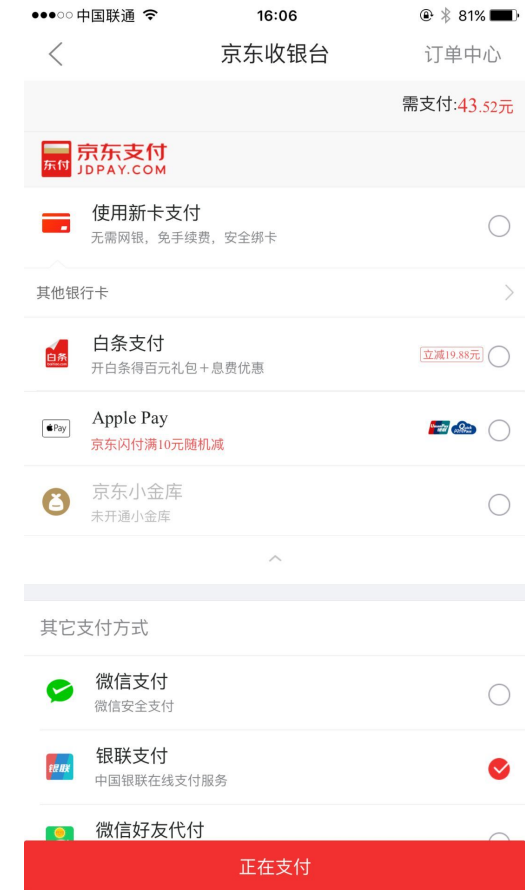 中国联通 16:06 81%
京东收银台 订单中心
需支付:43.52元
东付 京东支付
JDPAY.COM
使用新卡支付
无需网银，免手续费，安全绑卡
其他银行卡
白条 白条支付 立减19.88元
开白条得百元礼包＋息费优惠
Pay Apple Pay
京东闪付满10元随机减
京东小金库
未开通小金库
其它支付方式
微信支付
微信安全支付
银联 银联支付
中国银联在线支付服务
微信好友代付
正在支付